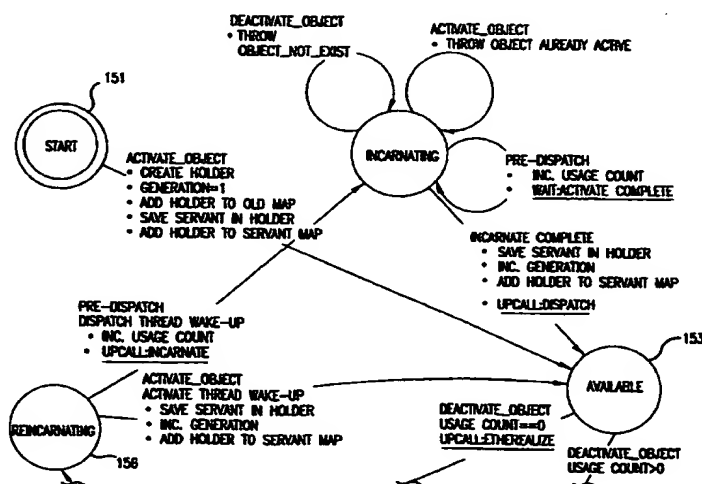 DEACTIVATE_OBJECT
• THROW
OBJECT_NOT_EXIST
ACTIVATE_OBJECT
• THROW OBJECT ALREADY ACTIVE
151
START
INCARNATING
ACTIVATE_OBJECT
• CREATE HOLDER
• GENERATION=1
• ADD HOLDER TO OLD MAP
• SAVE SERVANT IN HOLDER
• ADD HOLDER TO SERVANT MAP
PRE-DISPATCH
• INC. USAGE COUNT
• WAIT:ACTIVATE COMPLETE
INCARNATE COMPLETE
• SAVE SERVANT IN HOLDER
• INC. GENERATION
• ADD HOLDER TO SERVANT MAP
• UPCALL:DISPATCH
PRE-DISPATCH
DISPATCH THREAD WAKE-UP
• INC. USAGE COUNT
• UPCALL:INCARNATE
153
AVAILABLE
ACTIVATE_OBJECT
ACTIVATE THREAD WAKE-UP
• SAVE SERVANT IN HOLDER
• INC. GENERATION
• ADD HOLDER TO SERVANT MAP
REINCARNATING
156
DEACTIVATE_OBJECT
USAGE COUNT==0
UPCALL:ETHEREALIZE
DEACTIVATE_OBJECT
USAGE COUNT>0